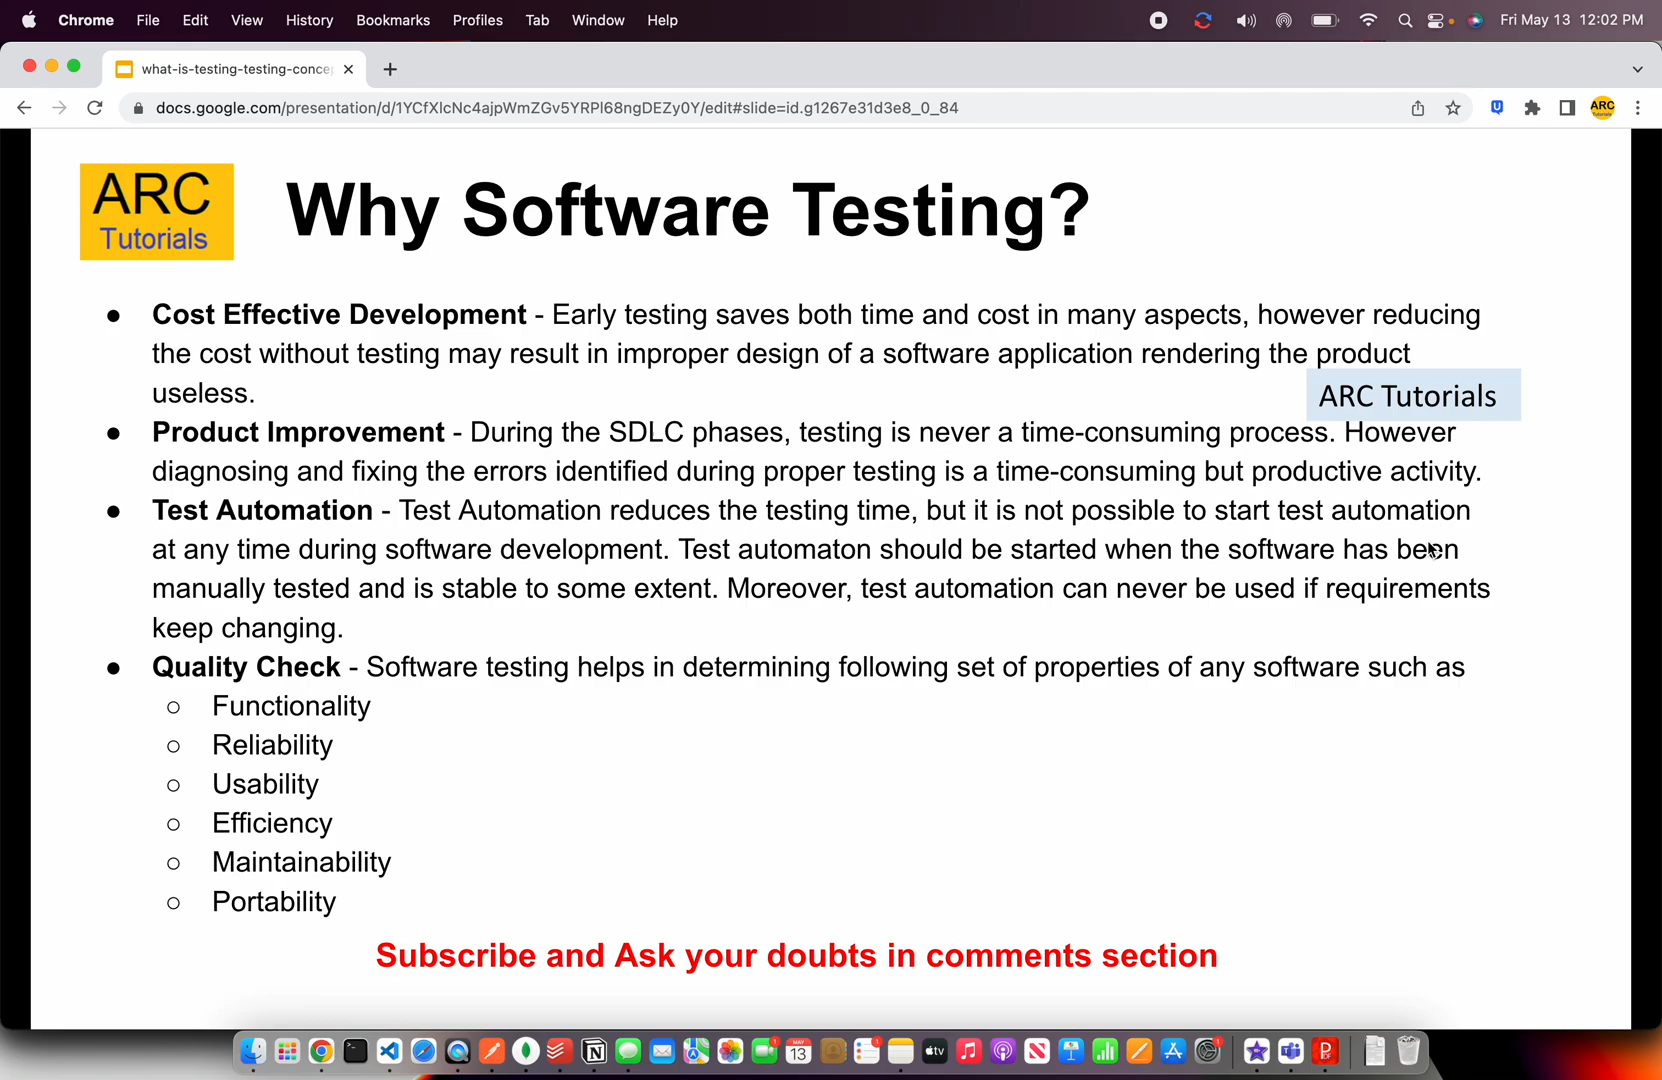 Chrome File Edit View History Bookmarks Profiles Tab Window Help Fri May 13 12:02 PM
what-is-testing-testing-conce
docs.google.com/presentation/d/1YCfXlcNc4ajpWmZGv5YRPl68ngDEZy0Y/edit#slide=id.g1267e31d3e8_0_84
ARC
Tutorials
Why Software Testing?
● Cost Effective Development - Early testing saves both time and cost in many aspects, however reducing
the cost without testing may result in improper design of a software application rendering the product
useless.
ARC Tutorials
● Product Improvement - During the SDLC phases, testing is never a time-consuming process. However
diagnosing and fixing the errors identified during proper testing is a time-consuming but productive activity.
● Test Automation - Test Automation reduces the testing time, but it is not possible to start test automation
at any time during software development. Test automaton should be started when the software has been
manually tested and is stable to some extent. Moreover, test automation can never be used if requirements
keep changing.
● Quality Check - Software testing helps in determining following set of properties of any software such as
○ Functionality
○ Reliability
○ Usability
○ Efficiency
○ Maintainability
○ Portability
Subscribe and Ask your doubts in comments section
MAY
13
tv